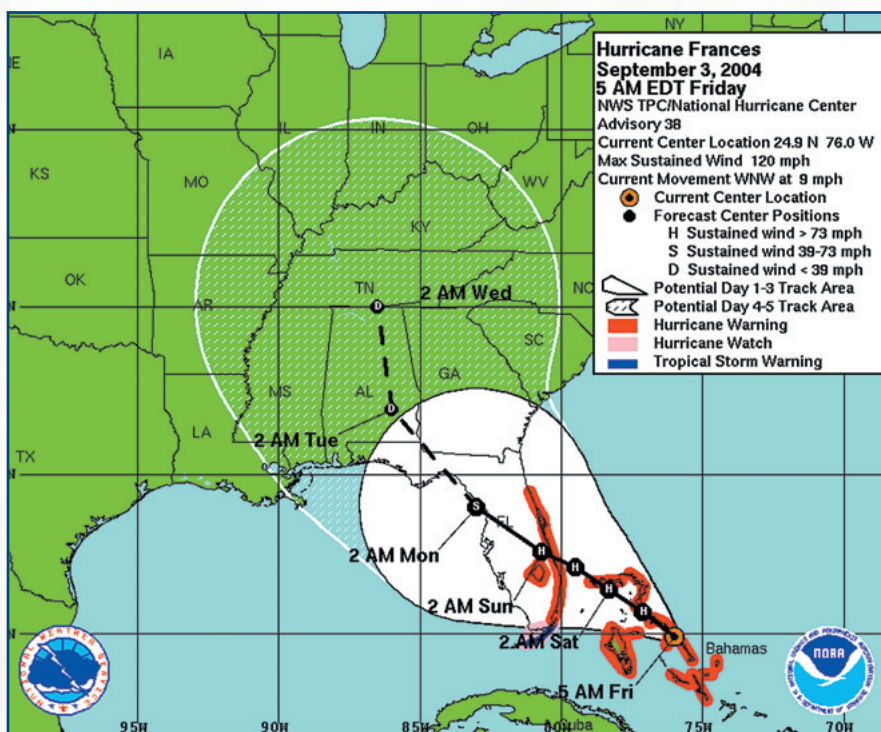 NY
IA
NE
IL
IN
OH
KS
MO
WV
KY
OK
TN
2 AM Wed
NC
AR
SC
MS
AL
GA
2 AM Tue
LA
TX
FL
2 AM Mon
2 AM Sun
2 AM Sat
5 AM Fri
Bahamas
Cuba
95W
90W
85W
80W
75W
70W
Hurricane Frances
September 3, 2004
5 AM EDT Friday
NWS TPC/National Hurricane Center
Advisory 38
Current Center Location 24.9 N 76.0 W
Max Sustained Wind 120 mph
Current Movement WNW at 9 mph
Current Center Location
Forecast Center Positions
H Sustained wind > 73 mph
S Sustained wind 39-73 mph
D Sustained wind < 39 mph
Potential Day 1-3 Track Area
Potential Day 4-5 Track Area
Hurricane Warning
Hurricane Watch
Tropical Storm Warning
D
D
S
H
H
H
H
NATIONAL WEATHER SERVICE
NOAA